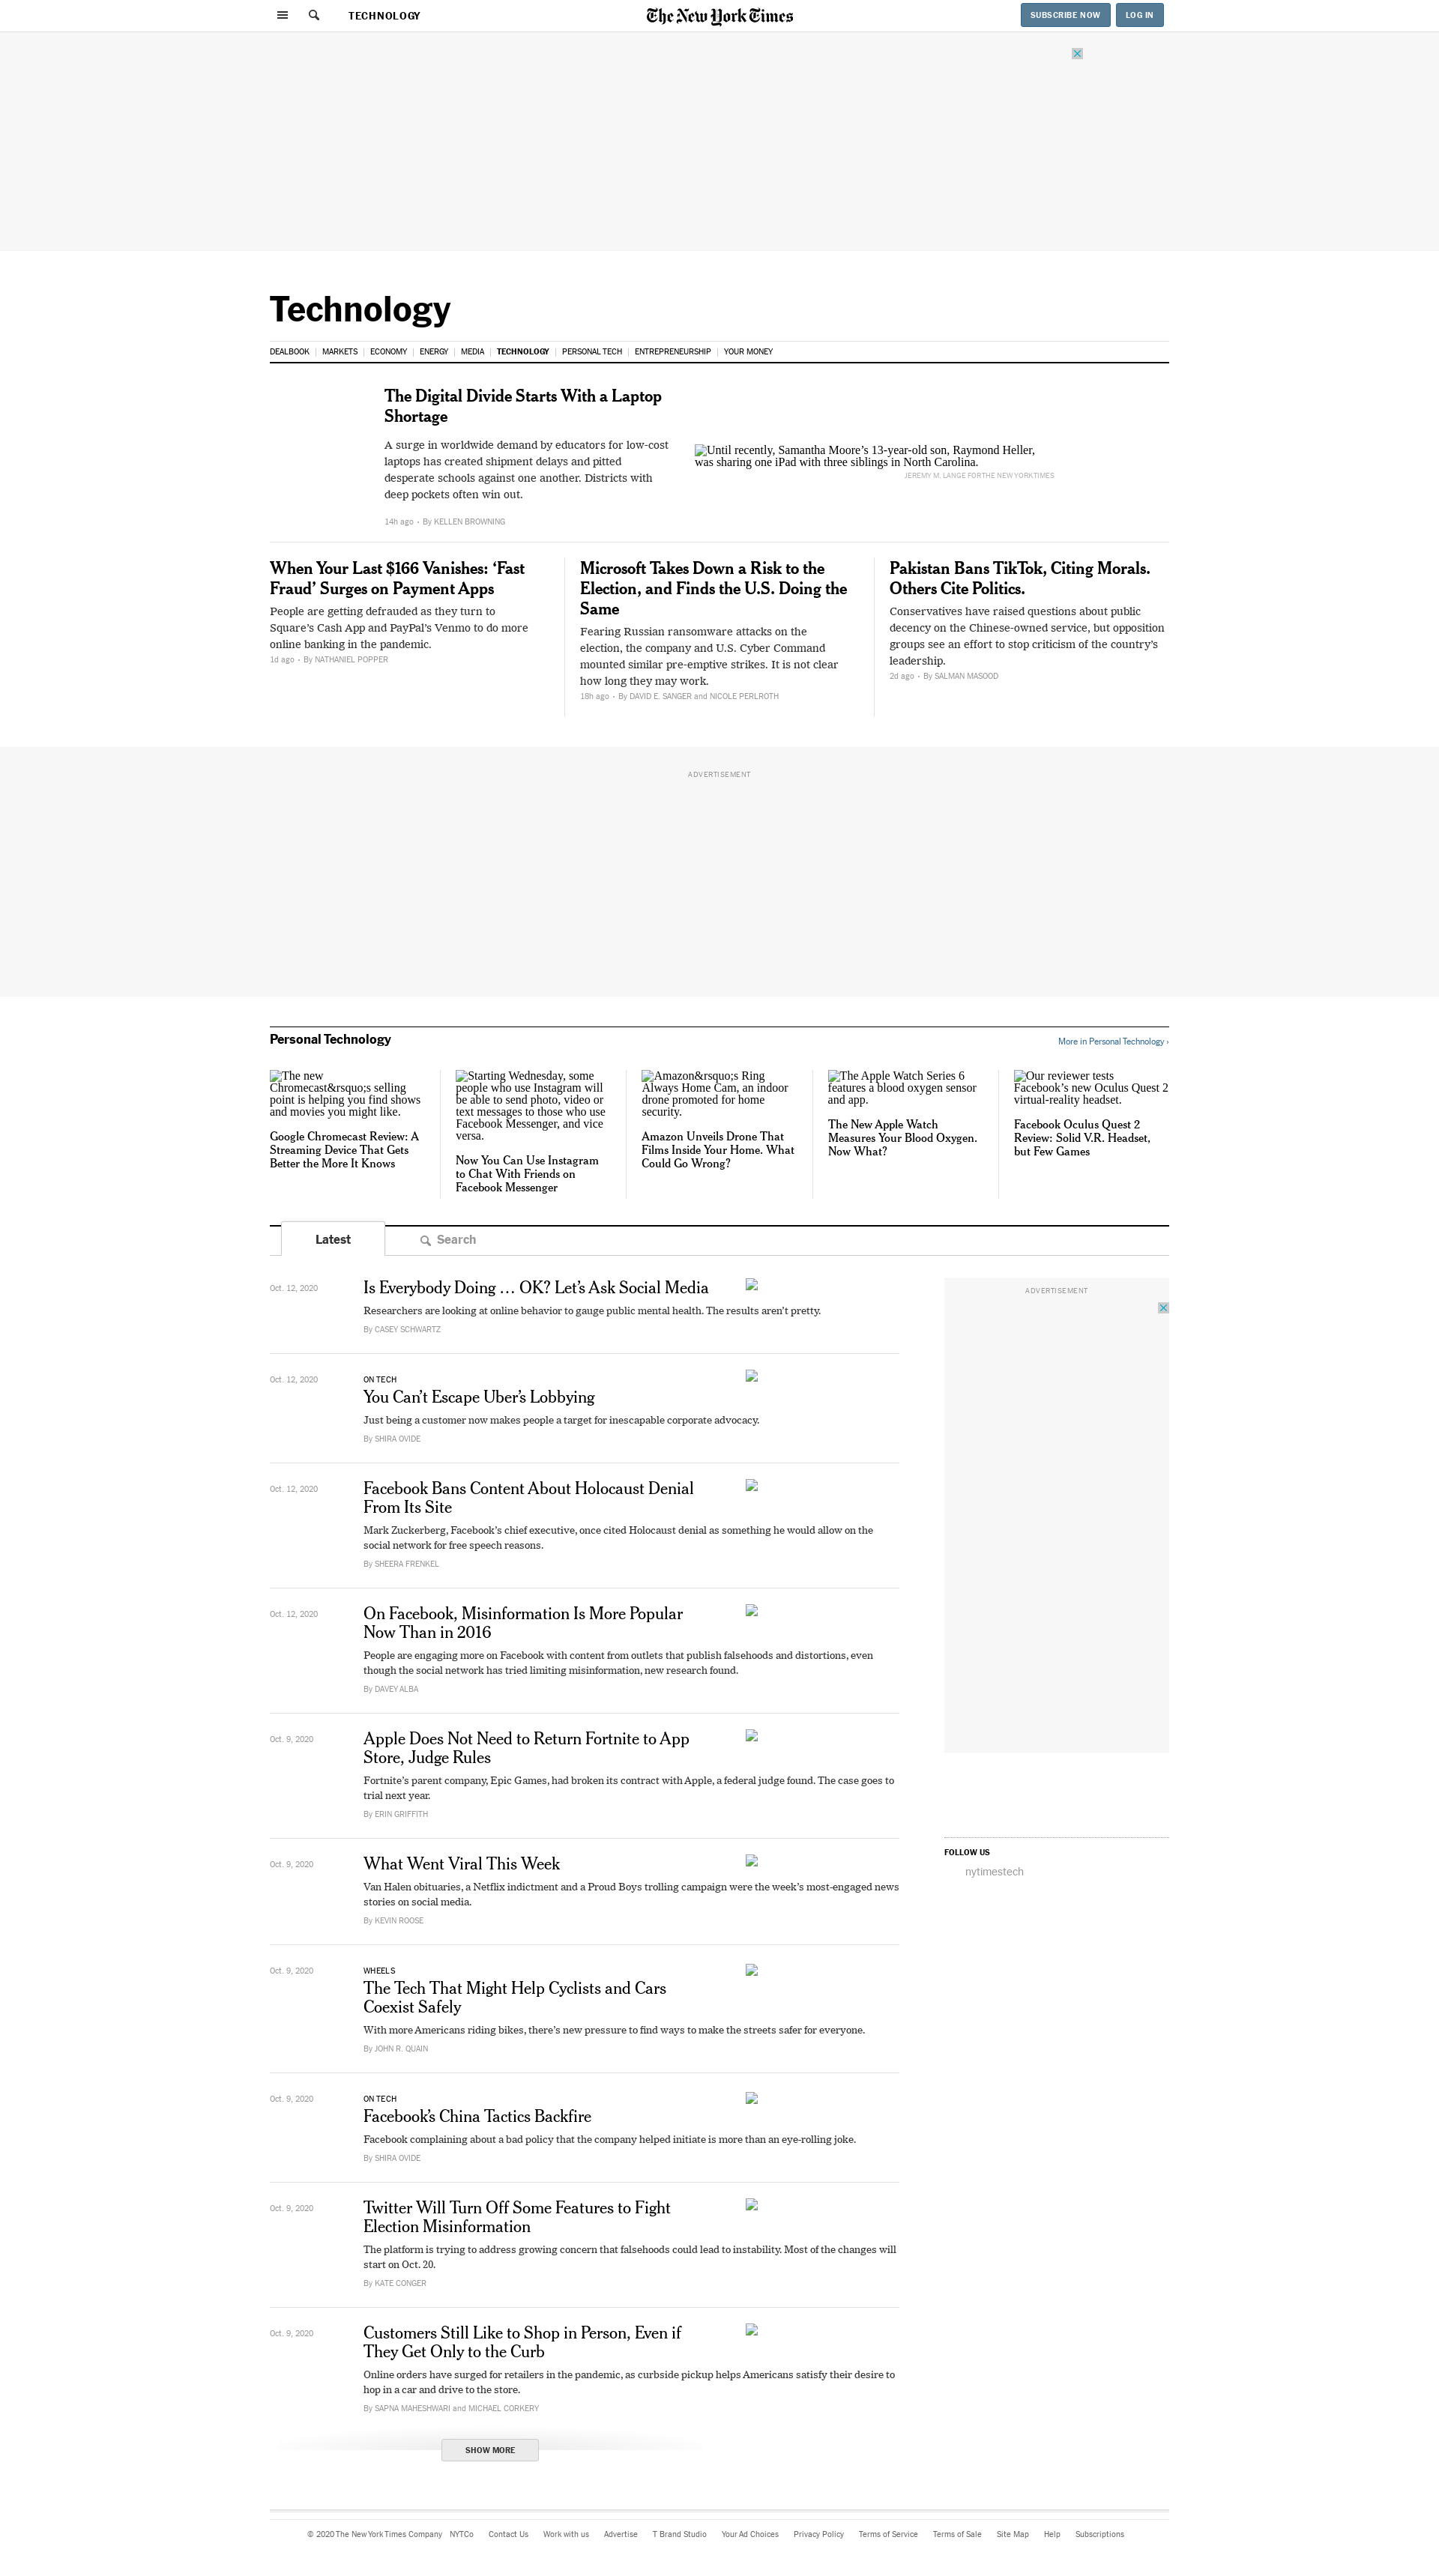 TECHNOLOGY
The New York Times
SUBSCRIBE NOW
LOG IN
Technology
DEALBOOK
MARKETS
ECONOMY
ENERGY
MEDIA
TECHNOLOGY
PERSONAL TECH
ENTREPRENEURSHIP
YOUR MONEY
The Digital Divide Starts With a Laptop
Shortage
A surge in worldwide demand by educators for low-cost
laptops has created shipment delays and pitted
desperate schools against one another. Districts with
deep pockets often win out.
14h ago • By KELLEN BROWNING
Until recently, Samantha Moore’s 13-year-old son, Raymond Heller,
was sharing one iPad with three siblings in North Carolina.
JEREMY M. LANGE FOR THE NEW YORK TIMES
When Your Last $166 Vanishes: ‘Fast
Fraud’ Surges on Payment Apps
People are getting defrauded as they turn to
Square’s Cash App and PayPal’s Venmo to do more
online banking in the pandemic.
1d ago • By NATHANIEL POPPER
Microsoft Takes Down a Risk to the
Election, and Finds the U.S. Doing the
Same
Fearing Russian ransomware attacks on the
election, the company and U.S. Cyber Command
mounted similar pre-emptive strikes. It is not clear
how long they may work.
18h ago • By DAVID E. SANGER and NICOLE PERLROTH
Pakistan Bans TikTok, Citing Morals.
Others Cite Politics.
Conservatives have raised questions about public
decency on the Chinese-owned service, but opposition
groups see an effort to stop criticism of the country’s
leadership.
2d ago • By SALMAN MASOOD
ADVERTISEMENT
Personal Technology
More in Personal Technology ›
The new
Chromecast&rsquo;s selling
point is helping you find shows
and movies you might like.
Google Chromecast Review: A
Streaming Device That Gets
Better the More It Knows
Starting Wednesday, some
people who use Instagram will
be able to send photo, video or
text messages to those who use
Facebook Messenger, and vice
versa.
Now You Can Use Instagram
to Chat With Friends on
Facebook Messenger
Amazon&rsquo;s Ring
Always Home Cam, an indoor
drone promoted for home
security.
Amazon Unveils Drone That
Films Inside Your Home. What
Could Go Wrong?
The Apple Watch Series 6
features a blood oxygen sensor
and app.
The New Apple Watch
Measures Your Blood Oxygen.
Now What?
Our reviewer tests
Facebook’s new Oculus Quest 2
virtual-reality headset.
Facebook Oculus Quest 2
Review: Solid V.R. Headset,
but Few Games
Latest
Search
Oct. 12, 2020
Is Everybody Doing … OK? Let’s Ask Social Media
Researchers are looking at online behavior to gauge public mental health. The results aren’t pretty.
By CASEY SCHWARTZ
Oct. 12, 2020
ON TECH
You Can’t Escape Uber’s Lobbying
Just being a customer now makes people a target for inescapable corporate advocacy.
By SHIRA OVIDE
Oct. 12, 2020
Facebook Bans Content About Holocaust Denial
From Its Site
Mark Zuckerberg, Facebook’s chief executive, once cited Holocaust denial as something he would allow on the
social network for free speech reasons.
By SHEERA FRENKEL
Oct. 12, 2020
On Facebook, Misinformation Is More Popular
Now Than in 2016
People are engaging more on Facebook with content from outlets that publish falsehoods and distortions, even
though the social network has tried limiting misinformation, new research found.
By DAVEY ALBA
Oct. 9, 2020
Apple Does Not Need to Return Fortnite to App
Store, Judge Rules
Fortnite’s parent company, Epic Games, had broken its contract with Apple, a federal judge found. The case goes to
trial next year.
By ERIN GRIFFITH
Oct. 9, 2020
What Went Viral This Week
Van Halen obituaries, a Netflix indictment and a Proud Boys trolling campaign were the week’s most-engaged news
stories on social media.
By KEVIN ROOSE
Oct. 9, 2020
WHEELS
The Tech That Might Help Cyclists and Cars
Coexist Safely
With more Americans riding bikes, there’s new pressure to find ways to make the streets safer for everyone.
By JOHN R. QUAIN
Oct. 9, 2020
ON TECH
Facebook’s China Tactics Backfire
Facebook complaining about a bad policy that the company helped initiate is more than an eye-rolling joke.
By SHIRA OVIDE
Oct. 9, 2020
Twitter Will Turn Off Some Features to Fight
Election Misinformation
The platform is trying to address growing concern that falsehoods could lead to instability. Most of the changes will
start on Oct. 20.
By KATE CONGER
Oct. 9, 2020
Customers Still Like to Shop in Person, Even if
They Get Only to the Curb
Online orders have surged for retailers in the pandemic, as curbside pickup helps Americans satisfy their desire to
hop in a car and drive to the store.
By SAPNA MAHESHWARI and MICHAEL CORKERY
SHOW MORE
ADVERTISEMENT
FOLLOW US
nytimestech
© 2020 The New York Times Company
NYTCo
Contact Us
Work with us
Advertise
T Brand Studio
Your Ad Choices
Privacy Policy
Terms of Service
Terms of Sale
Site Map
Help
Subscriptions